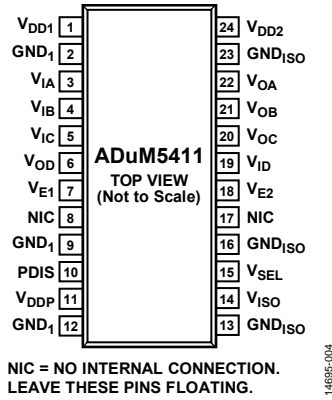 VDD1 1 24 VDD2
GND1 2 23 GNDISO
VIA 3 22 VOA
VIB 4 21 VOB
VIC 5 20 VOC
VOD 6 ADuM5411 19 VID
TOP VIEW
VE1 7 (Not to Scale) 18 VE2
NIC 8 17 NIC
GND1 9 16 GNDISO
PDIS 10 15 VSEL
VDDP 11 14 VISO
GND1 12 13 GNDISO
NIC = NO INTERNAL CONNECTION.
LEAVE THESE PINS FLOATING.
14695-004